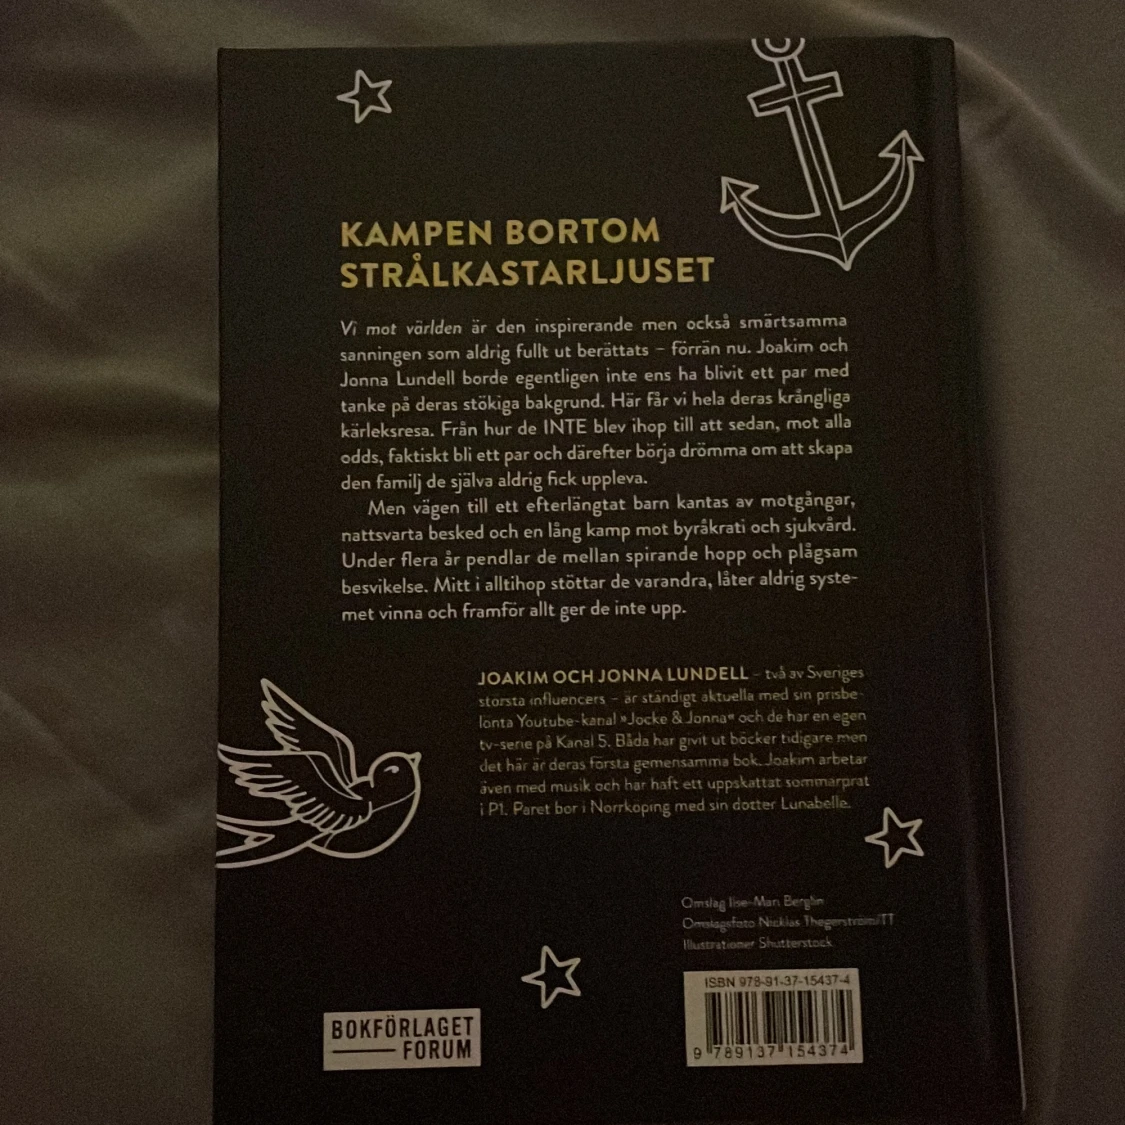 KAMPEN BORTOM
STRÅLKASTARLJUSET
Vi mot världen är den inspirerande men också smärtsamma
sanningen som aldrig fullt ut berättats – förrän nu. Joakim och
Jonna Lundell borde egentligen inte ens ha blivit ett par med
tanke på deras stökiga bakgrund. Här får vi hela deras krångliga
kärleksresa. Från hur de INTE blev ihop till att sedan, mot alla
odds, faktiskt bli ett par och därefter börja drömma om att skapa
den familj de själva aldrig fick uppleva.
Men vägen till ett efterlängtat barn kantas av motgångar,
nattsvarta besked och en lång kamp mot byråkrati och sjukvård.
Under flera år pendlar de mellan spirande hopp och plågsam
besvikelse. Mitt i alltihop stöttar de varandra, låter aldrig syste-
met vinna och framför allt ger de inte upp.
JOAKIM OCH JONNA LUNDELL – två av Sveriges
största influencers – är ständigt aktuella med sin prisbe-
lönta Youtube-kanal »Jocke & Jonna« och de har en egen
tv-serie på Kanal 5. Båda har givit ut böcker tidigare men
det här är deras första gemensamma bok. Joakim arbetar
även med musik och har haft ett uppskattat sommarprat
i P1. Paret bor i Norrköping med sin dotter Lunabelle.
Omslag Ilse-Mari Berglin
Omslagsfoto Nicklas Thegerström/TT
Illustrationer Shutterstock
ISBN 978-91-37-15437-4
9 789137 154374
BOKFÖRLAGET
FORUM